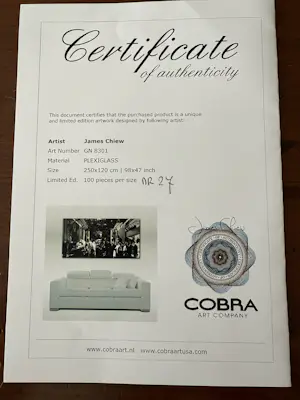 Certificate
of authenticity
This document certifies that the purchased product is a unique
and limited edition artwork designed by following artist:
Artist James Chiew
Art Number GN 8301
Material PLEXIGLASS
Size 250x120 cm | 98x47 inch
Limited Ed. 100 pieces per size NR 27
COBRA
ART COMPANY
www.cobraart.nl www.cobraartusa.com